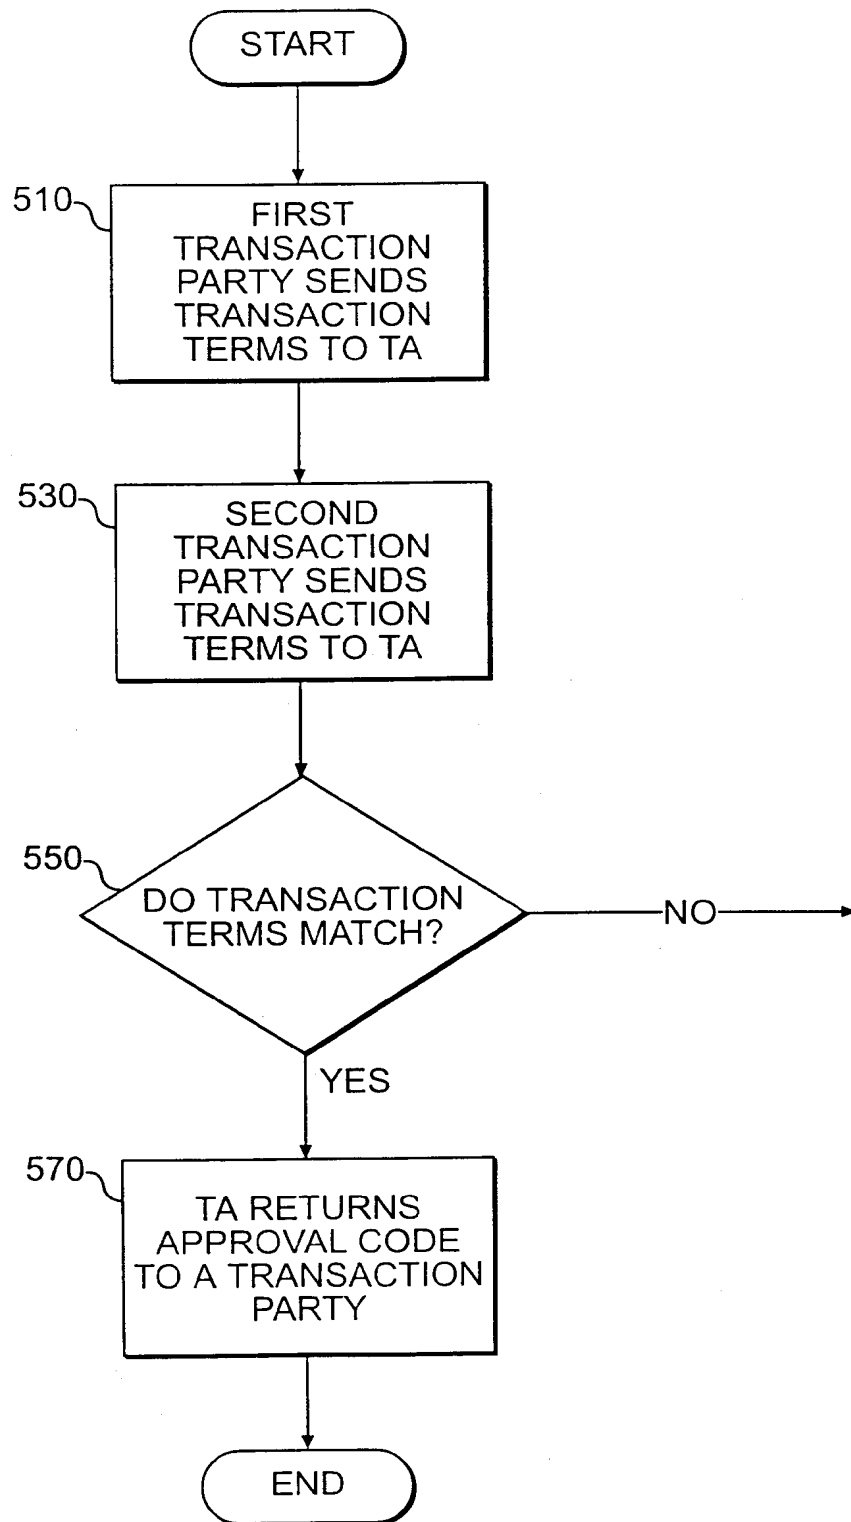 START
510
FIRST
TRANSACTION
PARTY SENDS
TRANSACTION
TERMS TO TA
530
SECOND
TRANSACTION
PARTY SENDS
TRANSACTION
TERMS TO TA
550
DO TRANSACTION
TERMS MATCH?
NO
YES
570
TA RETURNS
APPROVAL CODE
TO A TRANSACTION
PARTY
END